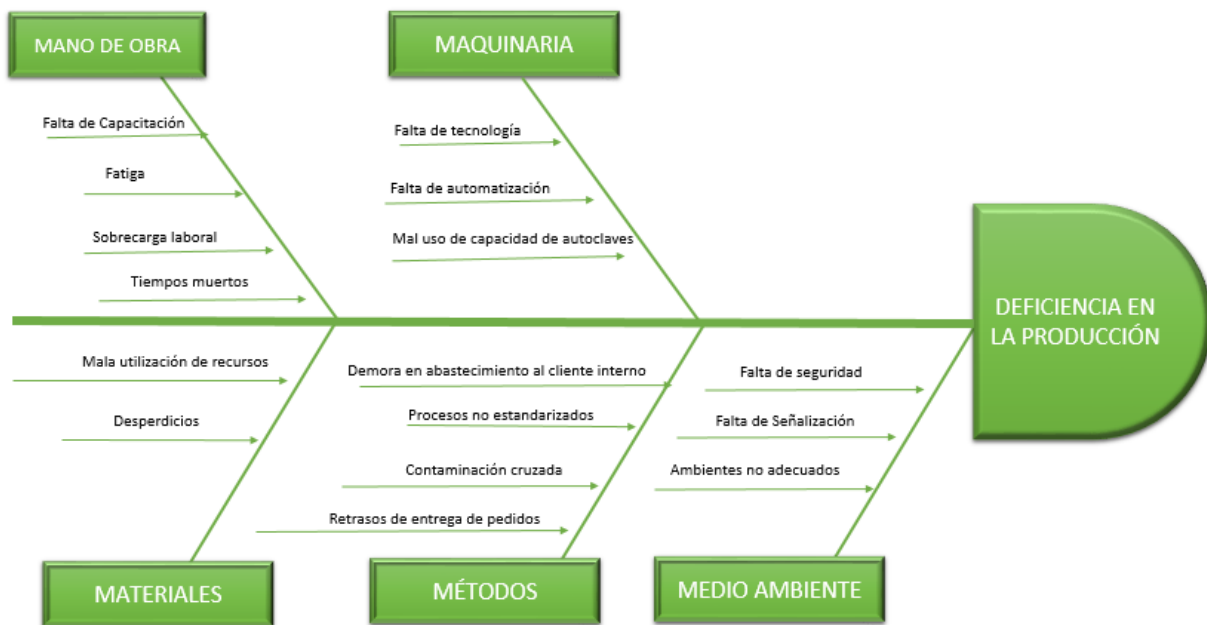 MANO DE OBRA
MAQUINARIA
Falta de Capacitación
Fatiga
Sobrecarga laboral
Tiempos muertos
Falta de tecnología
Falta de automatización
Mal uso de capacidad de autoclaves
DEFICIENCIA EN
LA PRODUCCIÓN
Mala utilización de recursos
Desperdicios
Demora en abastecimiento al cliente interno
Procesos no estandarizados
Contaminación cruzada
Retrasos de entrega de pedidos
Falta de seguridad
Falta de Señalización
Ambientes no adecuados
MATERIALES
MÉTODOS
MEDIO AMBIENTE